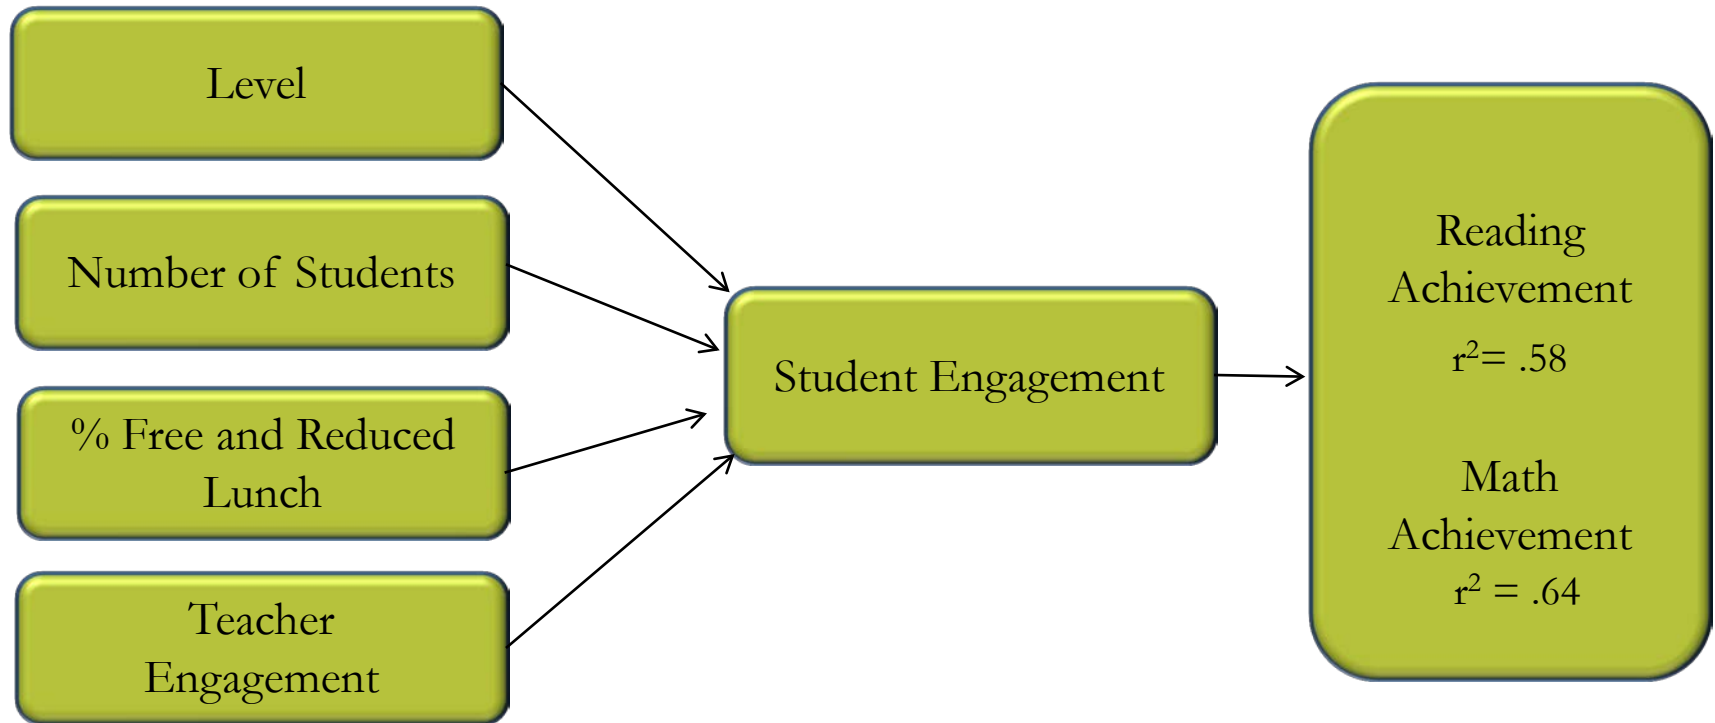 Level
Number of Students
% Free and Reduced
Lunch
Teacher
Engagement
Student Engagement
Reading
Achievement
r²= .58
Math
Achievement
r² = .64